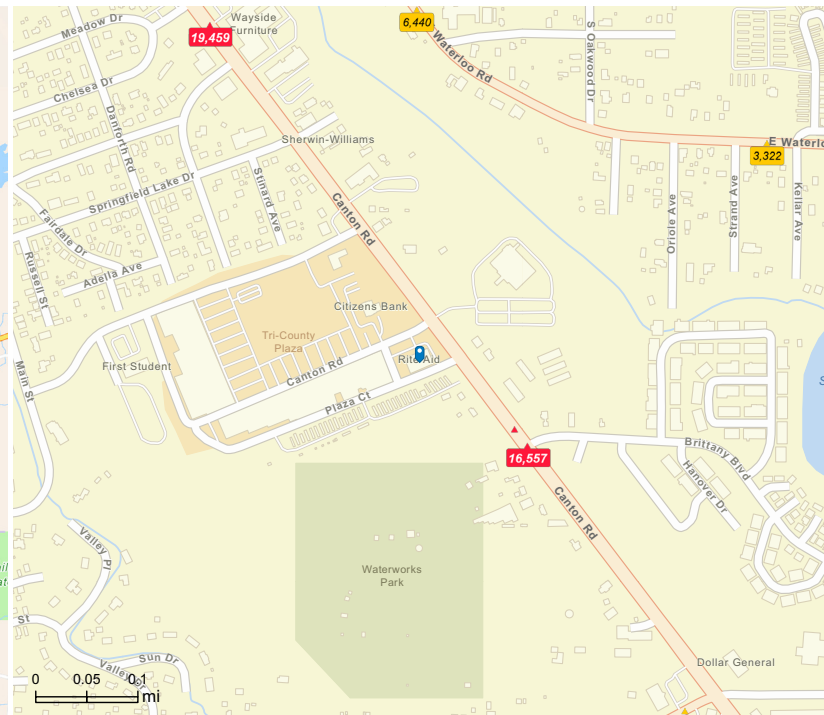 Wayside
Furniture
19,459
6,440
Meadow Dr
Waterloo Rd
S Oakwood Dr
Chelsea Dr
Danforth Rd
Sherwin-Williams
3,322
Springfield Lake Dr
Stinard Ave
Canton Rd
Oriole Ave
Strand Ave
Killar Ave
Fairdale Dr
Russell St
Adella Ave
Citizens Bank
Tri-County
Plaza
First Student
Canton Rd
Rite Aid
Main St
Plaza Ct
Brittany Blvd
16,557
Hanover Dr
Canton Rd
Valley Pl
Waterworks
Park
St
Sun Dr
Dollar General
0 0.05 0.1
mi